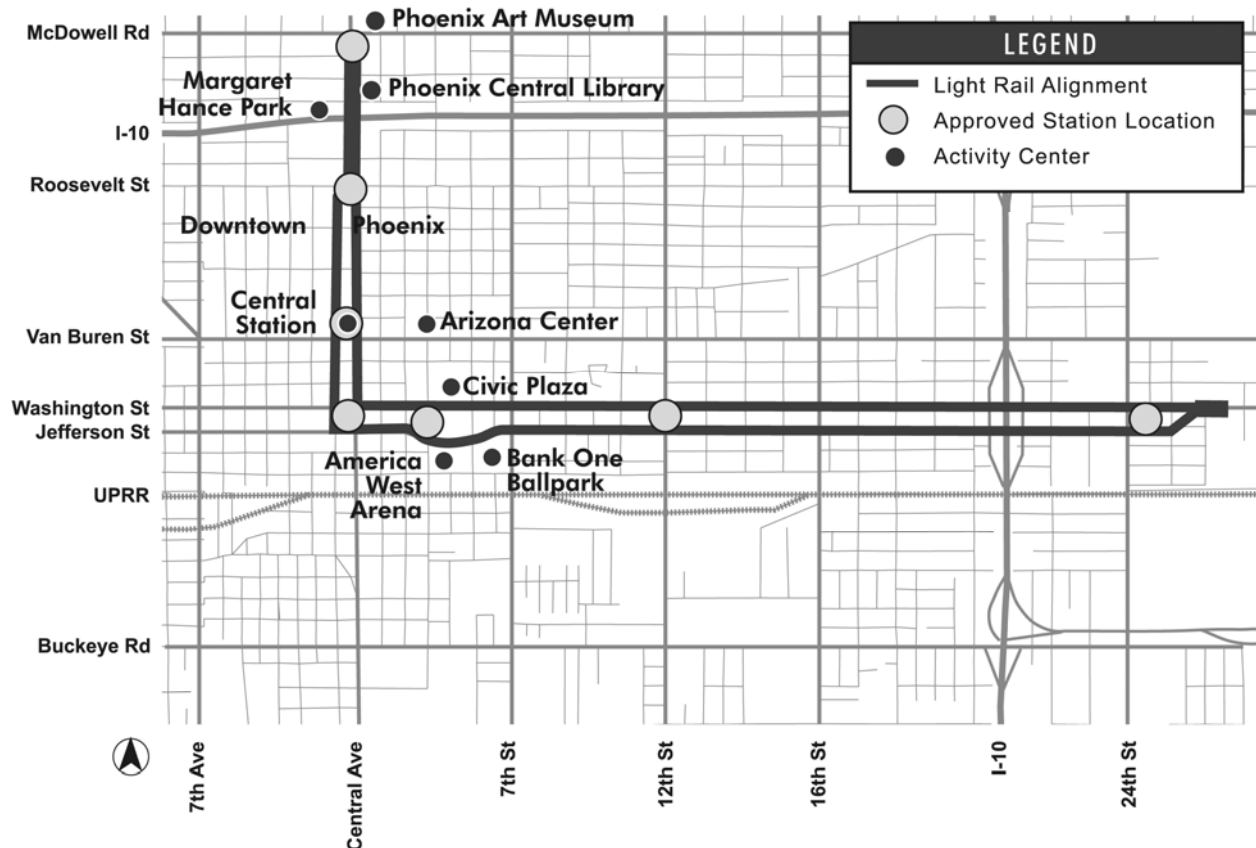 Phoenix Art Museum
McDowell Rd
LEGEND
Light Rail Alignment
Approved Station Location
Activity Center
Margaret
Hance Park
Phoenix Central Library
I-10
Roosevelt St
Downtown Phoenix
Central
Station
Arizona Center
Van Buren St
Civic Plaza
Washington St
Jefferson St
America
West
Arena
Bank One
Ballpark
UPRR
Buckeye Rd
7th Ave
Central Ave
7th St
12th St
16th St
I-10
24th St